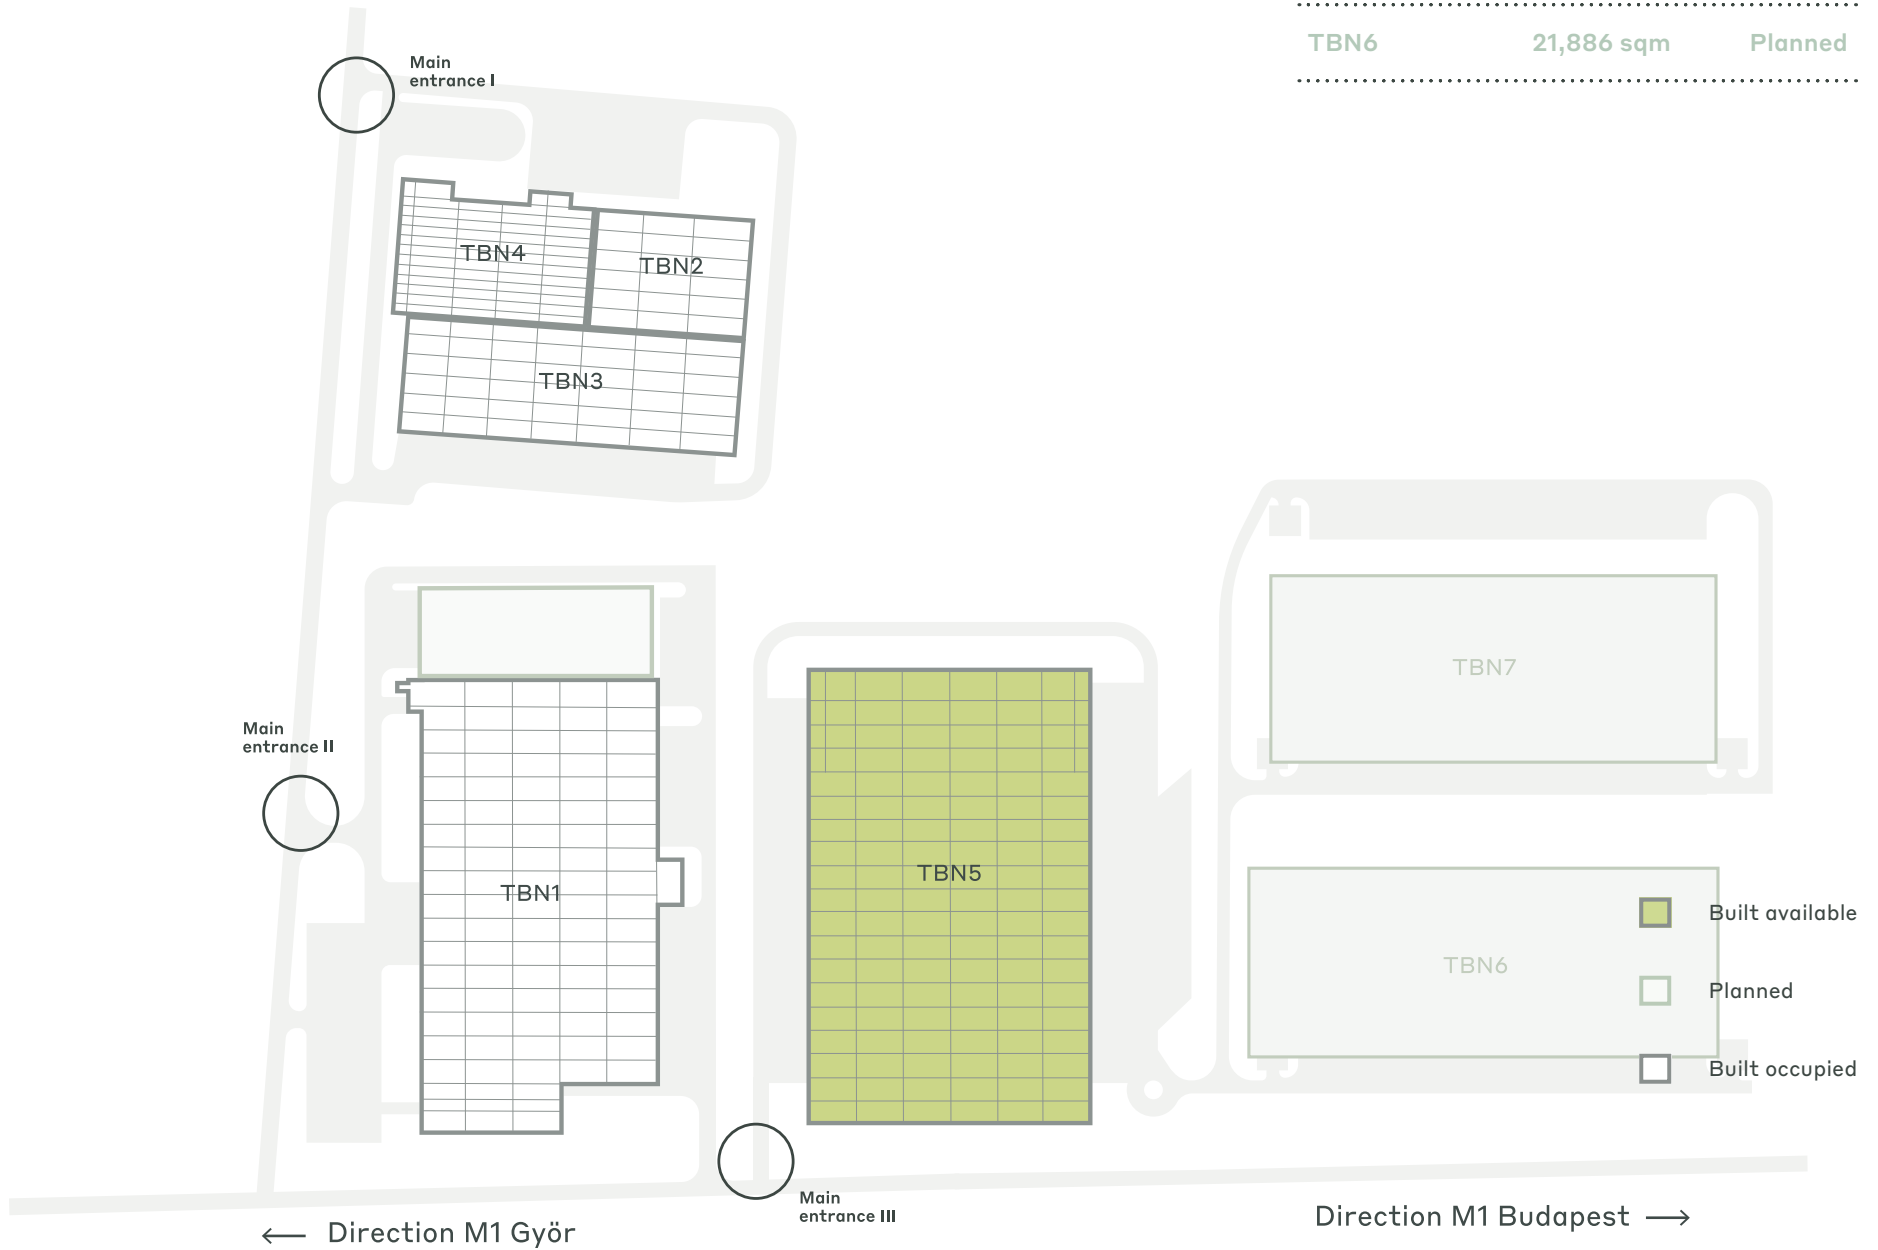 TBN6 21,886 sqm Planned
Main
entrance I
TBN4
TBN2
TBN3
TBN7
Main
entrance II
TBN1
TBN5
TBN6
Built available
Planned
Built occupied
Main
entrance III
← Direction M1 Györ
Direction M1 Budapest →